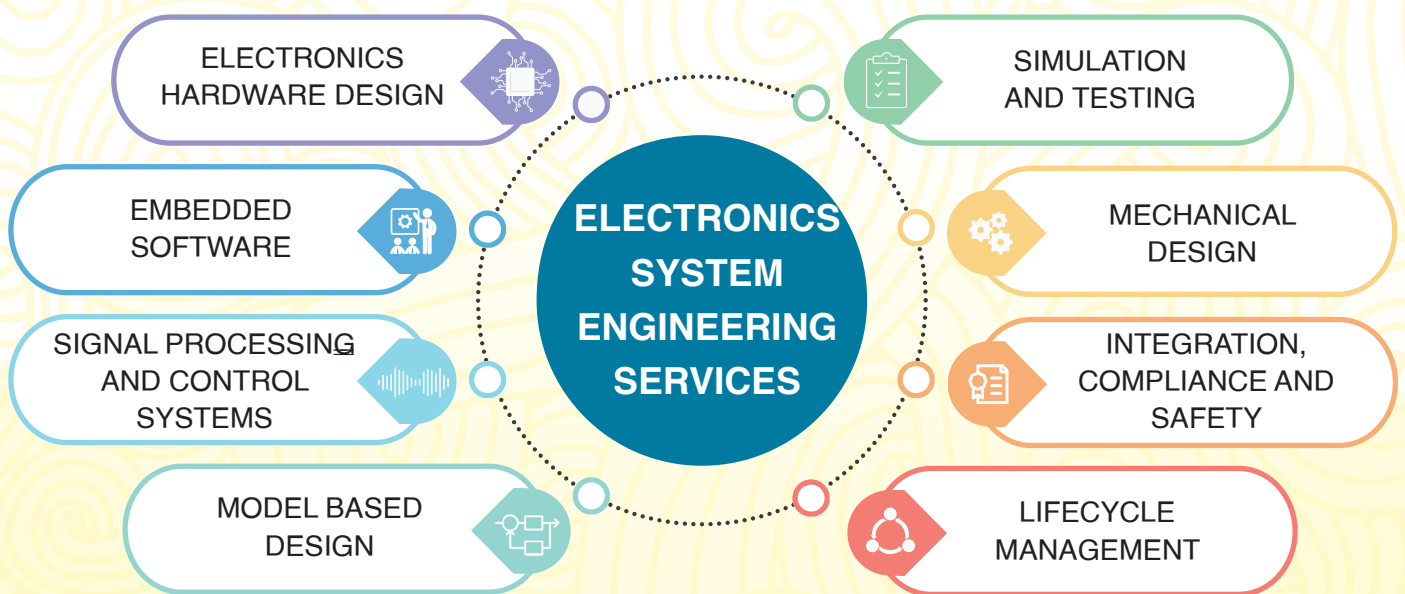 ELECTRONICS
HARDWARE DESIGN
EMBEDDED
SOFTWARE
SIGNAL PROCESSING
AND CONTROL
SYSTEMS
MODEL BASED
DESIGN
ELECTRONICS
SYSTEM
ENGINEERING
SERVICES
SIMULATION
AND TESTING
MECHANICAL
DESIGN
INTEGRATION,
COMPLIANCE AND
SAFETY
LIFECYCLE
MANAGEMENT